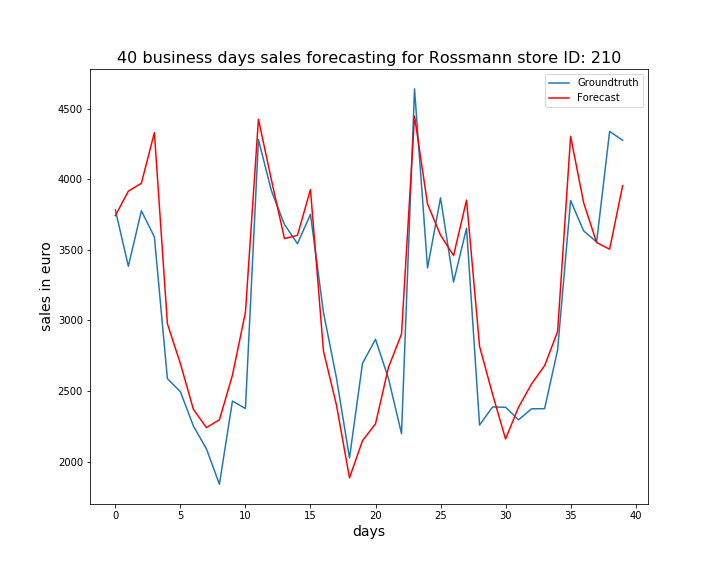 40 business days sales forecasting for Rossmann store ID: 210
Groundtruth
Forecast
sales in euro
4500
4000
3500
3000
2500
2000
0 5 10 15 20 25 30 35 40
days